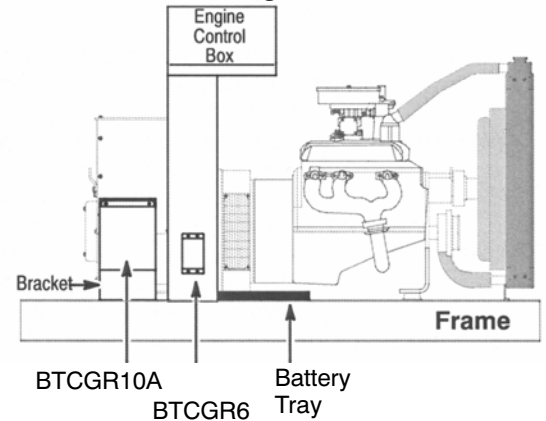 Engine
Control
Box
Bracket
Frame
BTCGR10A
BTCGR6
Battery
Tray